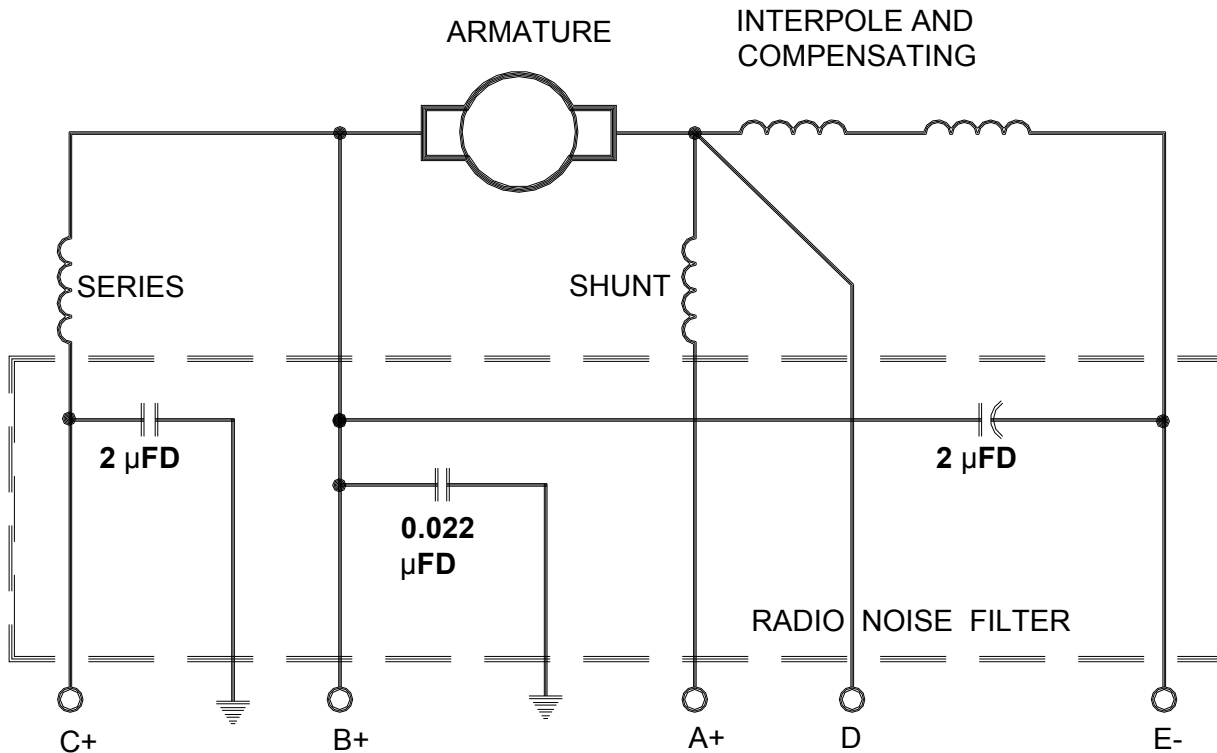 ARMATURE
INTERPOLE AND
COMPENSATING
SERIES
SHUNT
2 µFD
0.022
µFD
2 µFD
RADIO NOISE FILTER
C+
B+
A+
D
E-